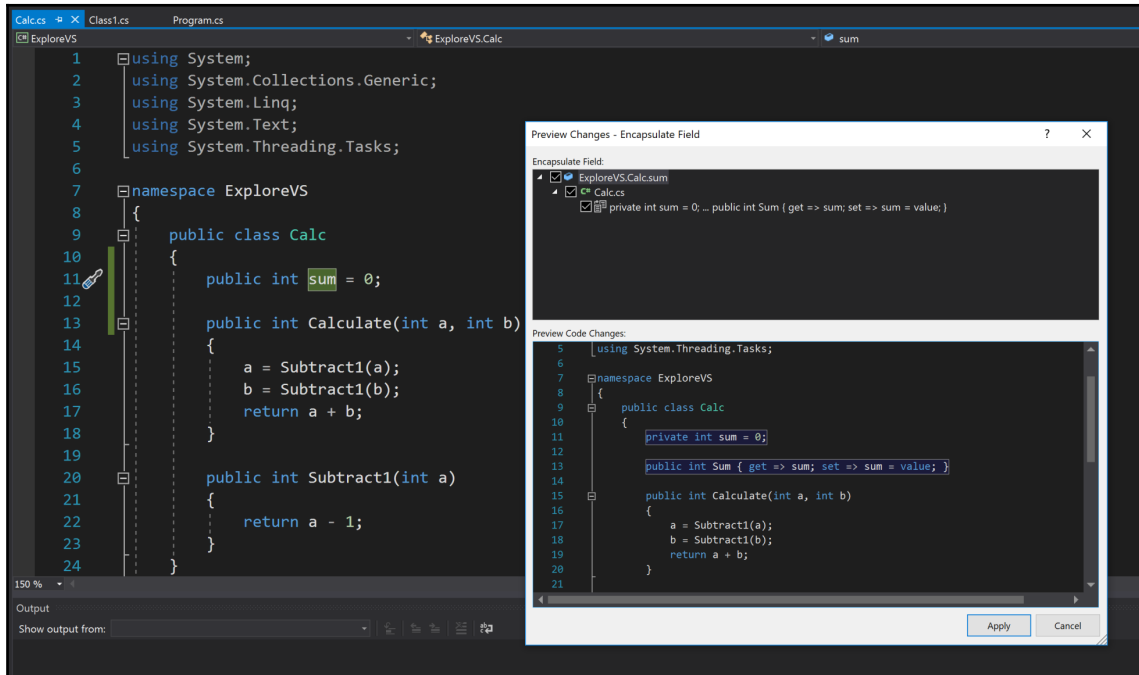 Calc.cs Class1.cs Program.cs
C# ExploreVS ExploreVS.Calc sum
1 using System;
2 using System.Collections.Generic;
3 using System.Linq;
4 using System.Text;
5 using System.Threading.Tasks;
6
7 namespace ExploreVS
8 {
9 public class Calc
10 {
11 public int sum = 0;
12
13 public int Calculate(int a, int b)
14 {
15 a = Subtract1(a);
16 b = Subtract1(b);
17 return a + b;
18 }
19
20 public int Subtract1(int a)
21 {
22 return a - 1;
23 }
24 }
150 %
Output
Show output from:
Preview Changes - Encapsulate Field ? X
Encapsulate Field:
ExploreVS.Calc.sum
C# Calc.cs
private int sum = 0; ... public int Sum { get => sum; set => sum = value; }
Preview Code Changes:
5 using System.Threading.Tasks;
6
7 namespace ExploreVS
8 {
9 public class Calc
10 {
11 private int sum = 0;
12
13 public int Sum { get => sum; set => sum = value; }
14
15 public int Calculate(int a, int b)
16 {
17 a = Subtract1(a);
18 b = Subtract1(b);
19 return a + b;
20 }
21
Apply Cancel